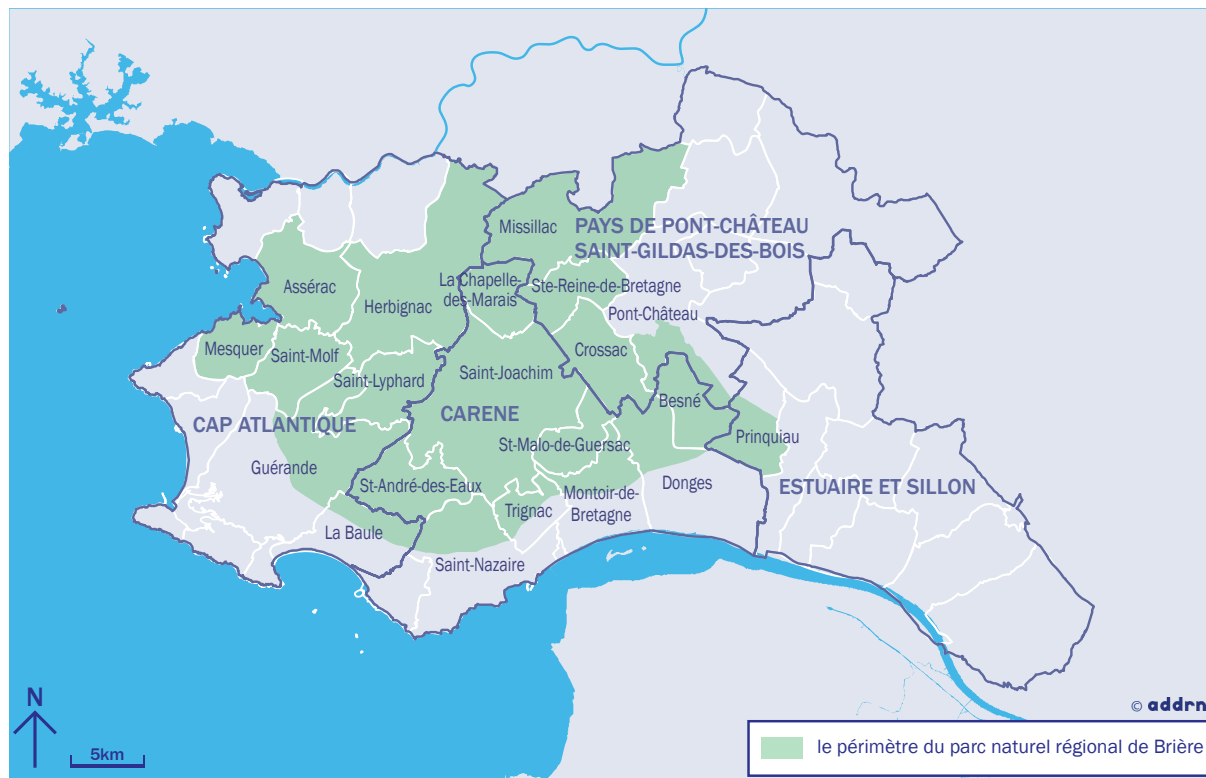 Missillac
PAYS DE PONT-CHÂTEAU
SAINT-GILDAS-DES-BOIS
La Chapelle-
des-Marais
Ste-Reine-de-Bretagne
Assérac
Herbignac
Pont-Château
Mesquer
Saint-Molf
Crossac
Saint-Lyphard
Saint-Joachim
Besné
CAP ATLANTIQUE
CARENE
Prinquiau
St-Malo-de-Guersac
Guérande
St-André-des-Eaux
Donges
ESTUAIRE ET SILLON
Trignac
Montoir-de-
Bretagne
La Baule
Saint-Nazaire
N
5km
© addrn
le périmètre du parc naturel régional de Brière